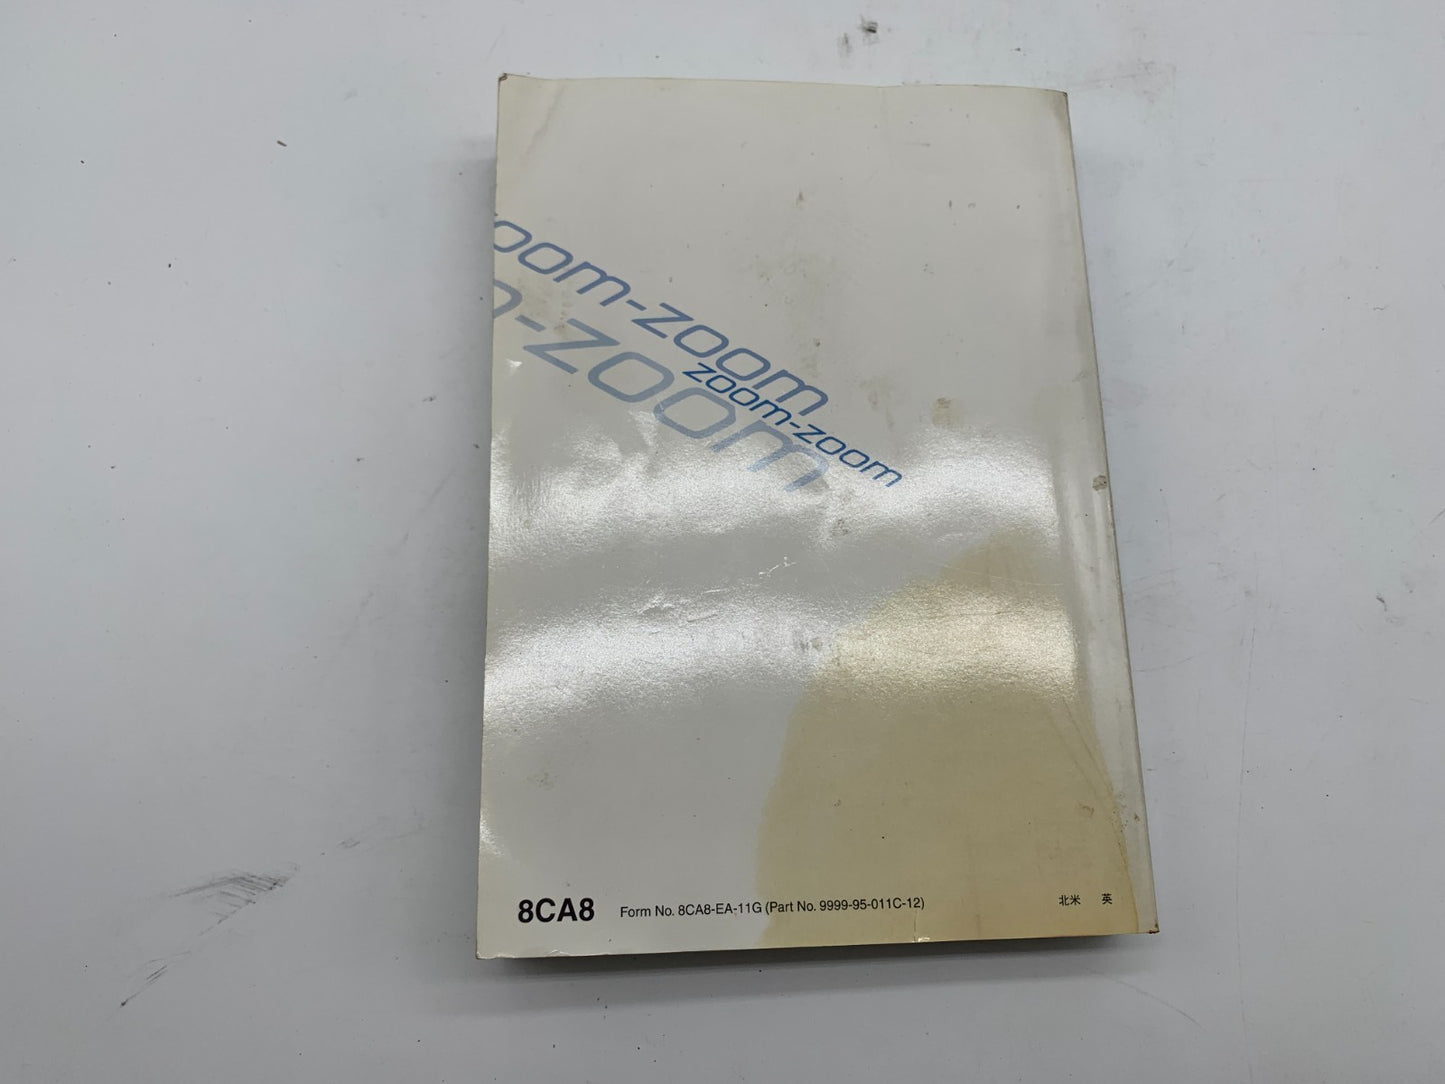 oom-zoom
-zoom
zoom-zoom
8CA8 Form No. 8CA8-EA-11G (Part No. 9999-95-011C-12) 北米 英